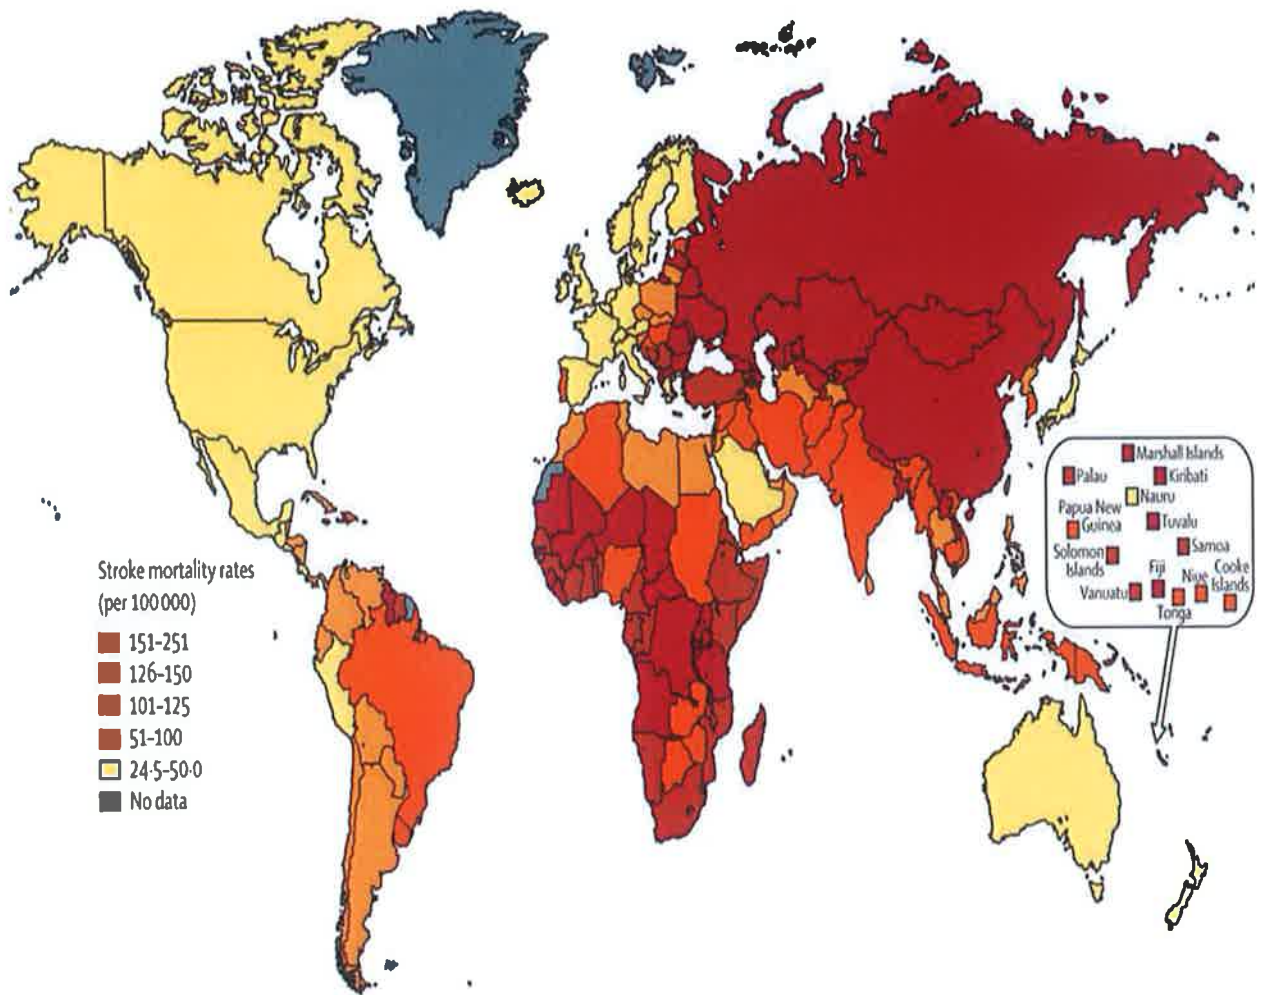 Stroke mortality rates
(per 100 000)
151–251
126–150
101–125
51–100
24·5–50·0
No data
Marshall Islands
Palau
Kiribati
Nauru
Papua New
Guinea
Tuvalu
Solomon
Islands
Samoa
Fiji
Niue
Cooke
Islands
Vanuatu
Tonga